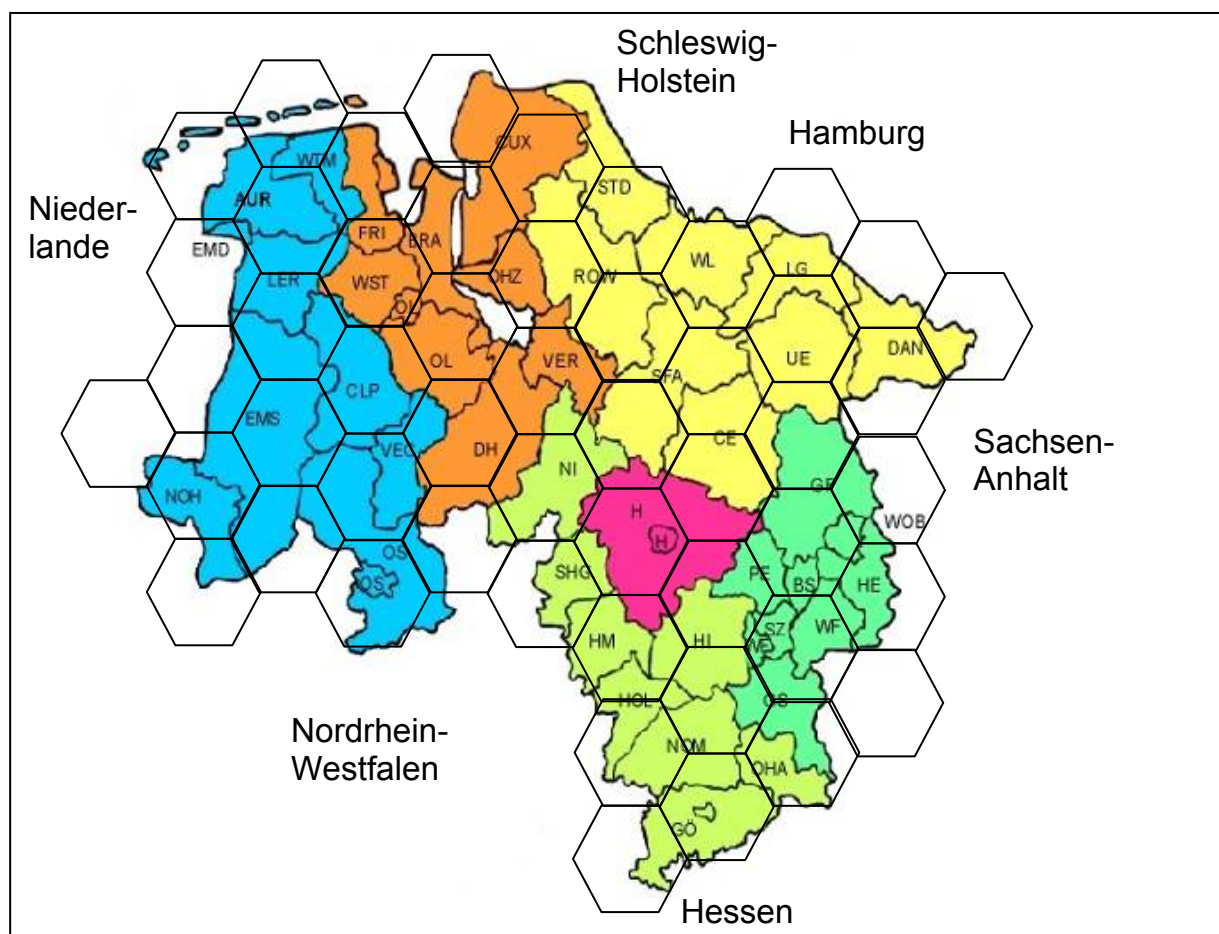 Schleswig-
Holstein
Hamburg
Nieder-
lande
Sachsen-
Anhalt
Nordrhein-
Westfalen
Hessen
CUX
WTM
STD
AUR
FRI
BRA
EMD
WL
LG
LER
WST
OHZ
ROW
OL
OL
VER
SFA
UE
DAN
CLP
EMS
VEC
DH
NI
CE
GF
NOH
H
H
WOB
OS
OS
SHG
PE
BS
HE
HM
HI
SZ
WF
WF
HOL
GS
NOM
OHA
GÖ